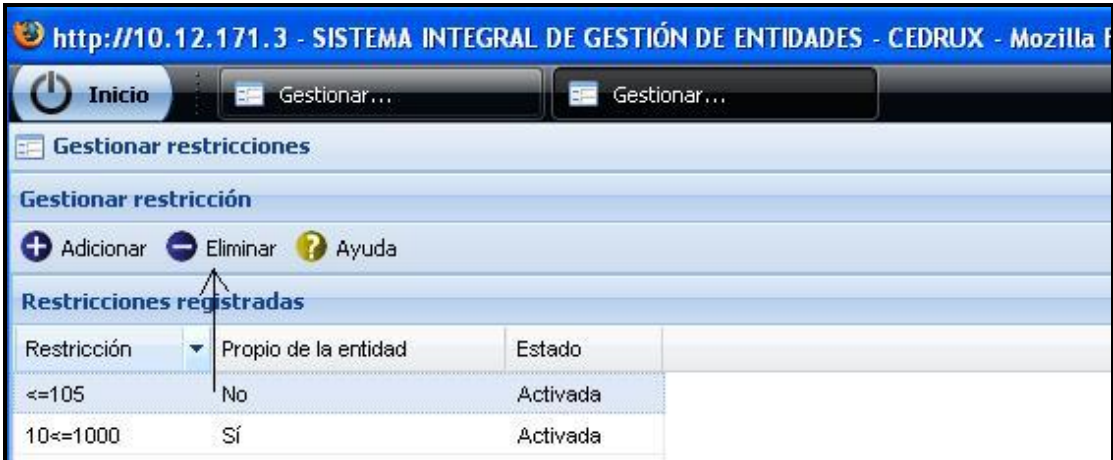 http://10.12.171.3 - SISTEMA INTEGRAL DE GESTIÓN DE ENTIDADES - CEDRUX - Mozilla
Inicio Gestionar... Gestionar...
Gestionar restricciones
Gestionar restricción
Adicionar Eliminar Ayuda
Restricciones registradas
Restricción Propio de la entidad Estado
<=105 No Activada
10<=1000 Sí Activada